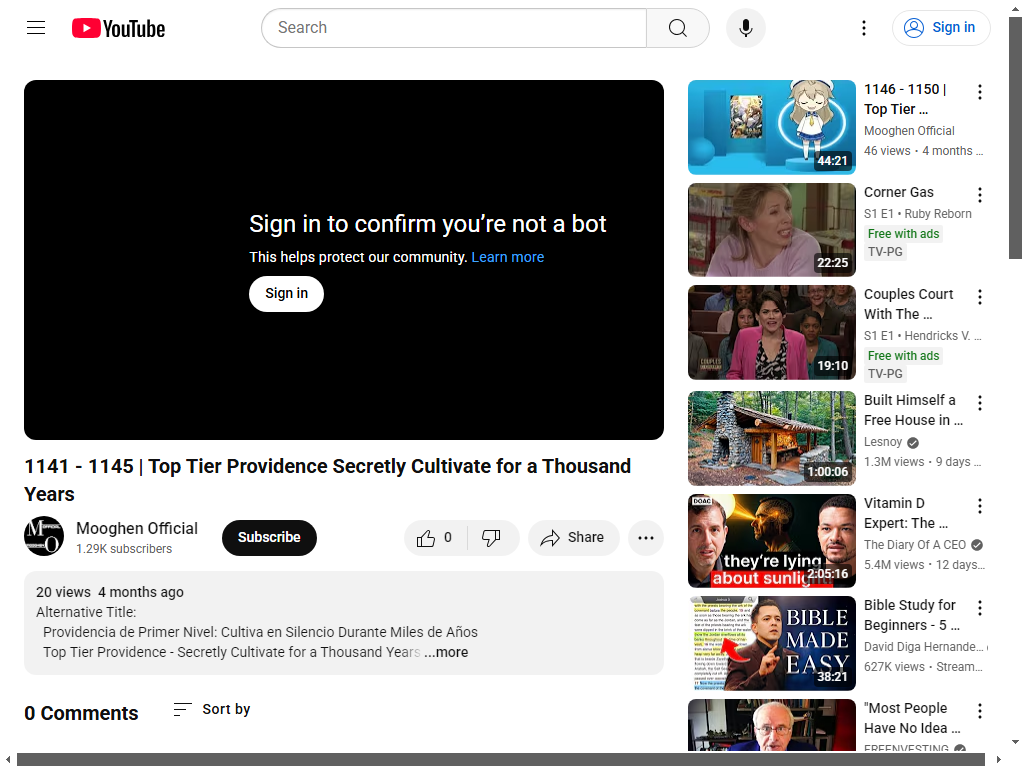 YouTube
Search
Sign in
Sign in to confirm you’re not a bot
This helps protect our community. Learn more
Sign in
1141 - 1145 | Top Tier Providence Secretly Cultivate for a Thousand
Years
Mooghen Official
1.29K subscribers
Subscribe
0
Share
20 views 4 months ago
Alternative Title:
Providencia de Primer Nivel: Cultiva en Silencio Durante Miles de Años
Top Tier Providence - Secretly Cultivate for a Thousand Years ...more
0 Comments
Sort by
44:21
1146 - 1150 |
Top Tier ...
Mooghen Official
46 views • 4 months ...
22:25
Corner Gas
S1 E1 • Ruby Reborn
Free with ads
TV-PG
COUPLES
19:10
Couples Court
With The ...
S1 E1 • Hendricks V. ...
Free with ads
TV-PG
1:00:06
Built Himself a
Free House in ...
Lesnoy
1.3M views • 9 days ...
DOAC
they're lying
about sunlight!
2:05:16
Vitamin D
Expert: The ...
The Diary Of A CEO
5.4M views • 12 days...
BIBLE
MADE
EASY
38:21
Bible Study for
Beginners - 5 ...
David Diga Hernande...
627K views • Stream...
"Most People
Have No Idea ...
FREENVESTING